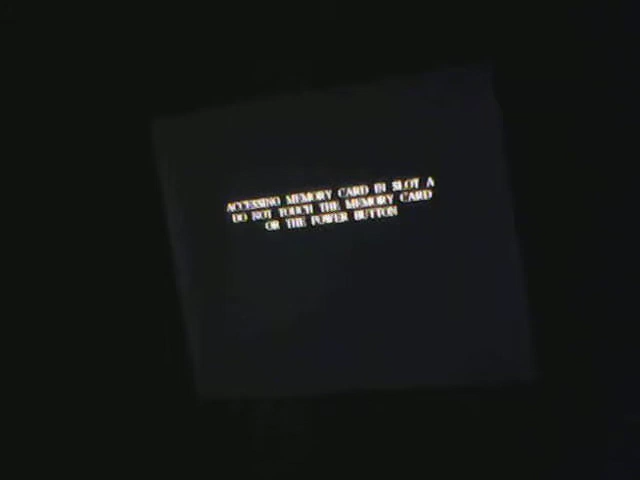 ACCESSING MEMORY CARD IN SLOT A
DO NOT TOUCH THE MEMORY CARD
OR THE POWER BUTTON